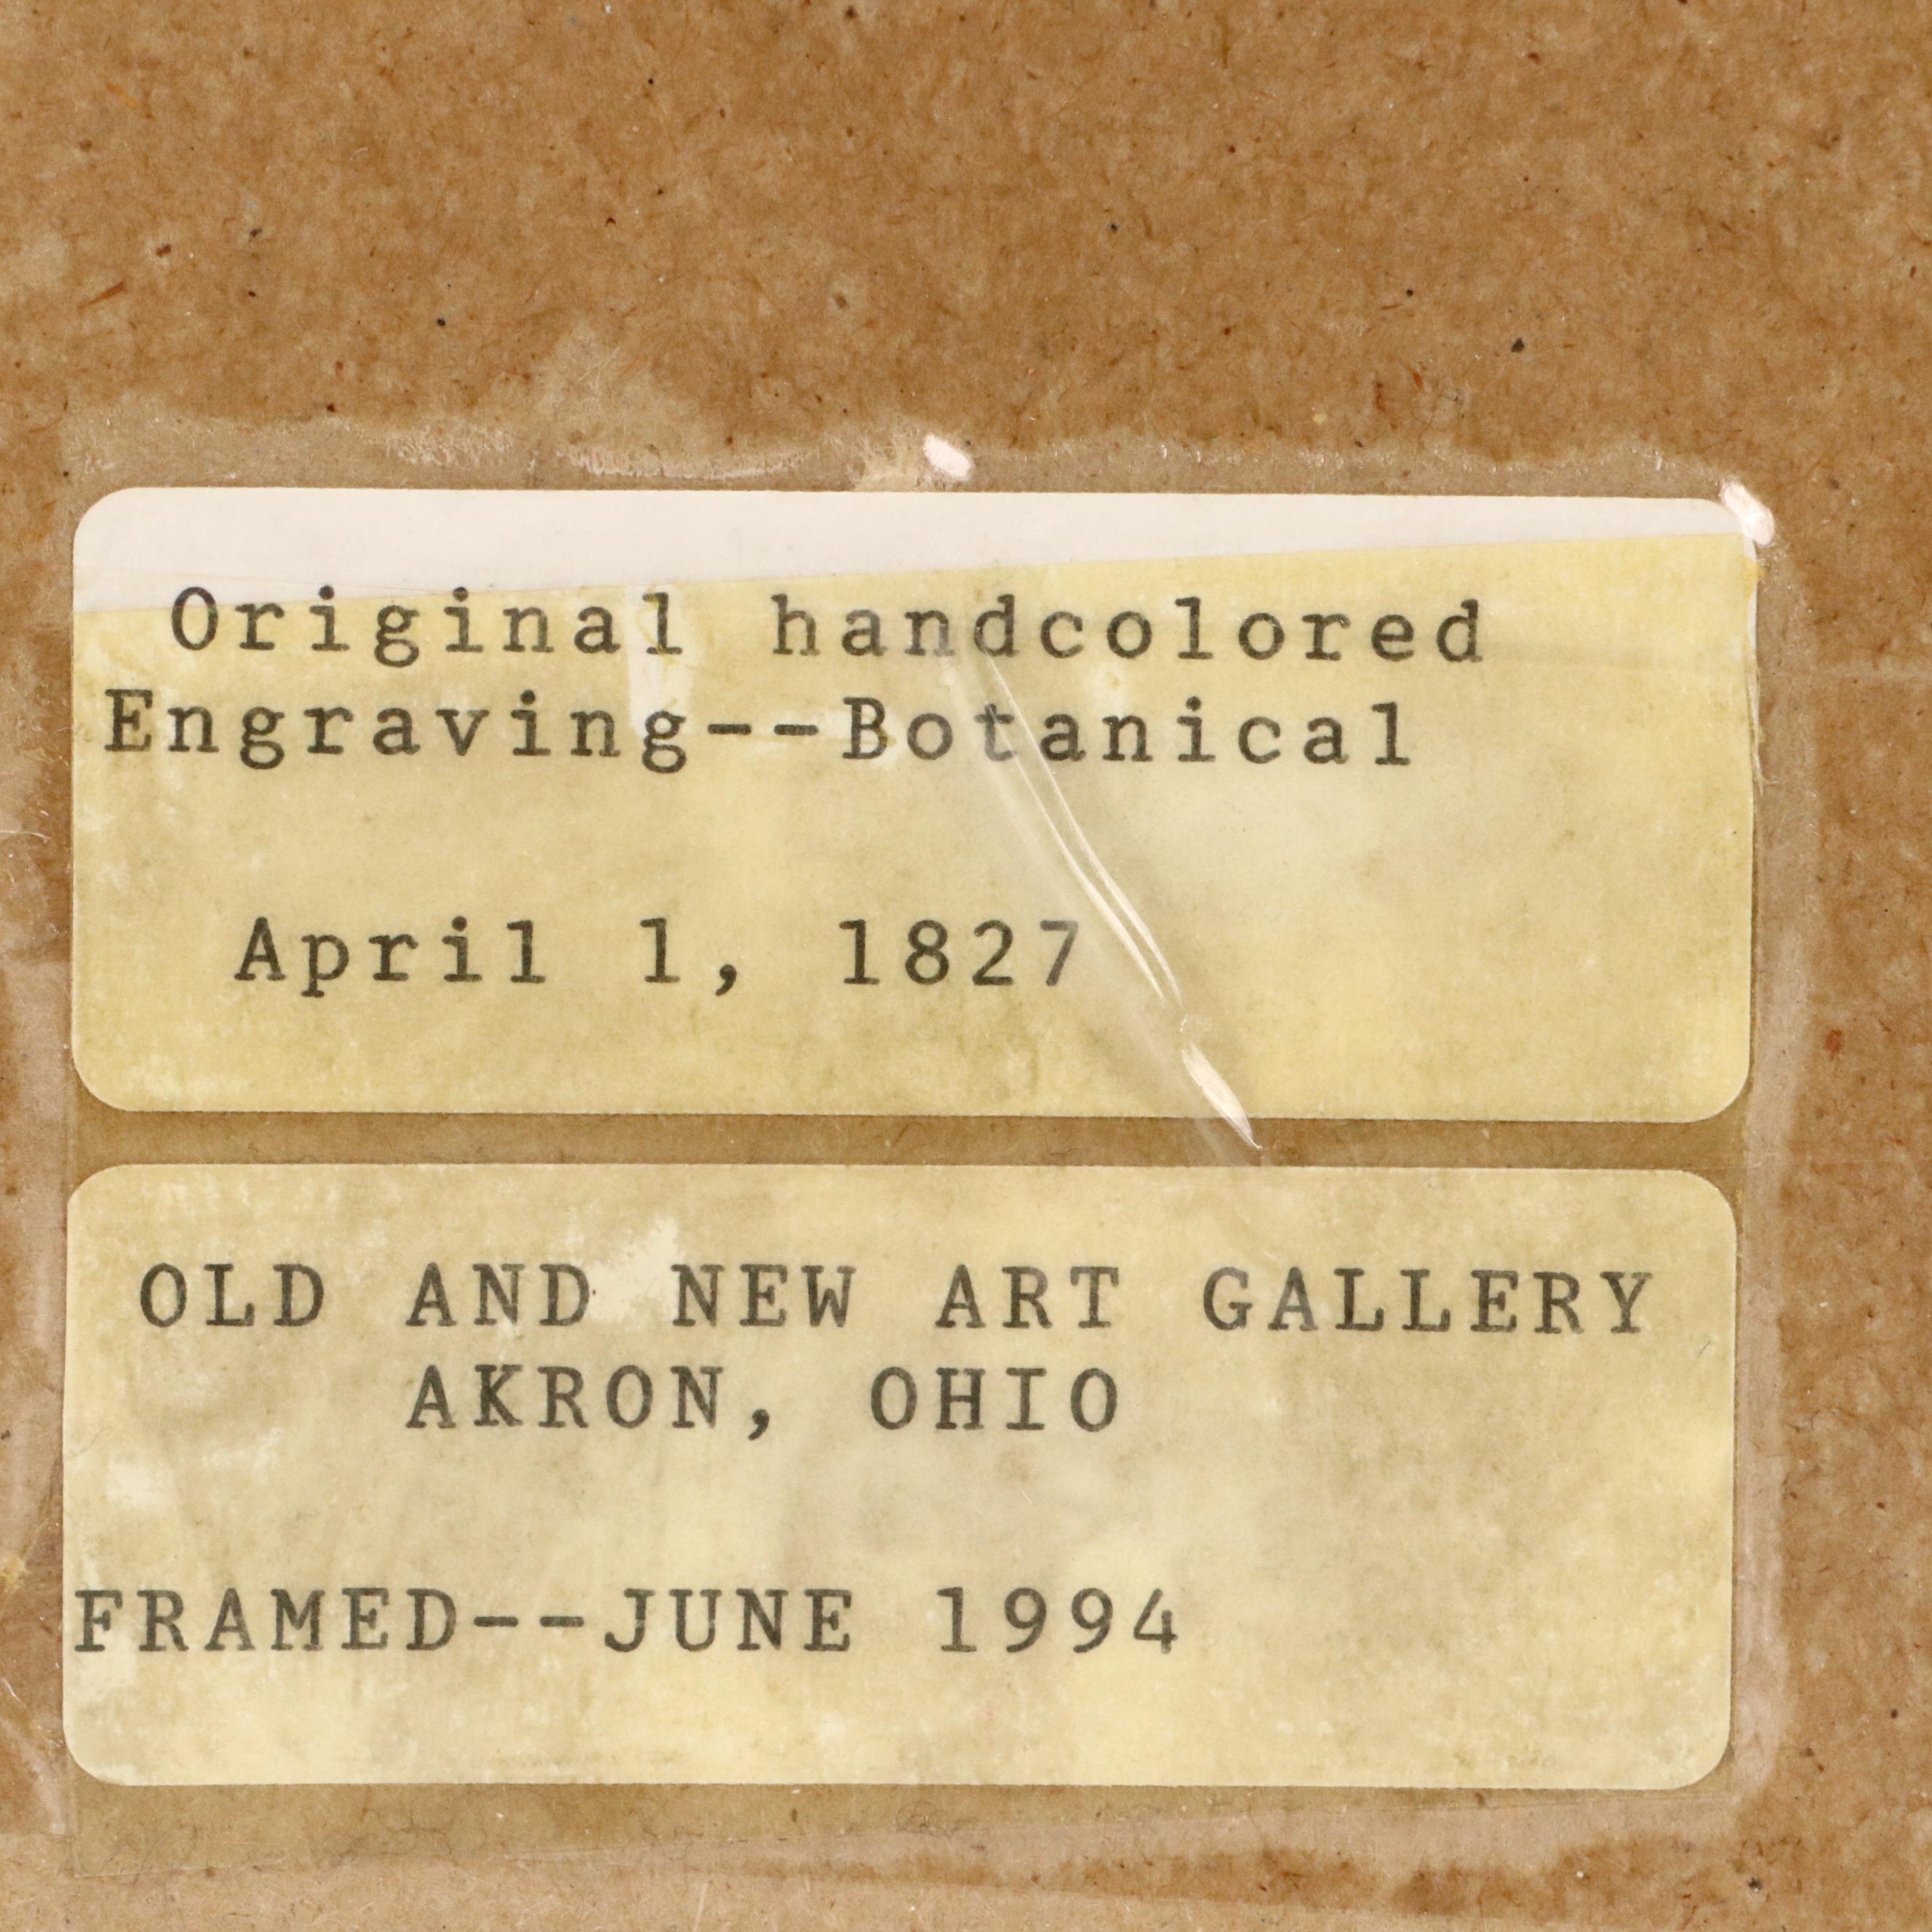 Original handcolored
Engraving--Botanical
April 1, 1827
OLD AND NEW ART GALLERY
AKRON, OHIO
FRAMED--JUNE 1994